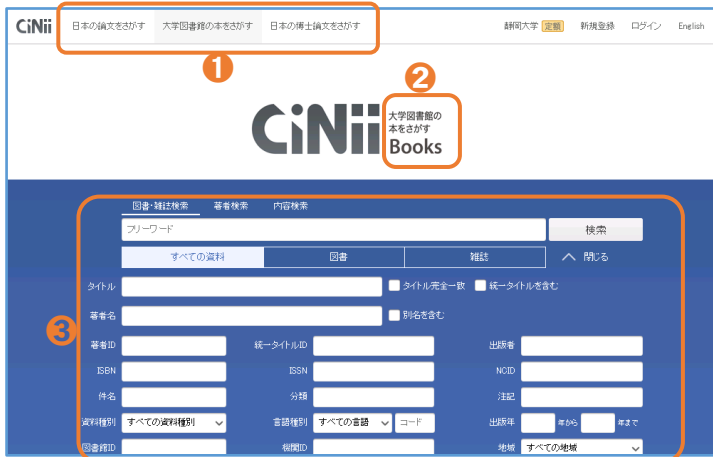 CiNii 日本の論文をさがす 大学図書館の本をさがす 日本の博士論文をさがす 静岡大学 定額 新規登録 ログイン English
1
2
CiNii 大学図書館の
本をさがす
Books
図書・雑誌検索 著者検索 内容検索
フリーワード 検索
すべての資料 図書 雑誌 閉じる
タイトル タイトル完全一致 統一タイトルを含む
3
著者名 別名を含む
著者ID 統一タイトルID 出版者
ISBN ISSN NCID
件名 分類 注記
資料種別 すべての資料種別 言語種別 すべての言語 コード 出版年 年から 年まで
図書館ID 機関ID 地域 すべての地域